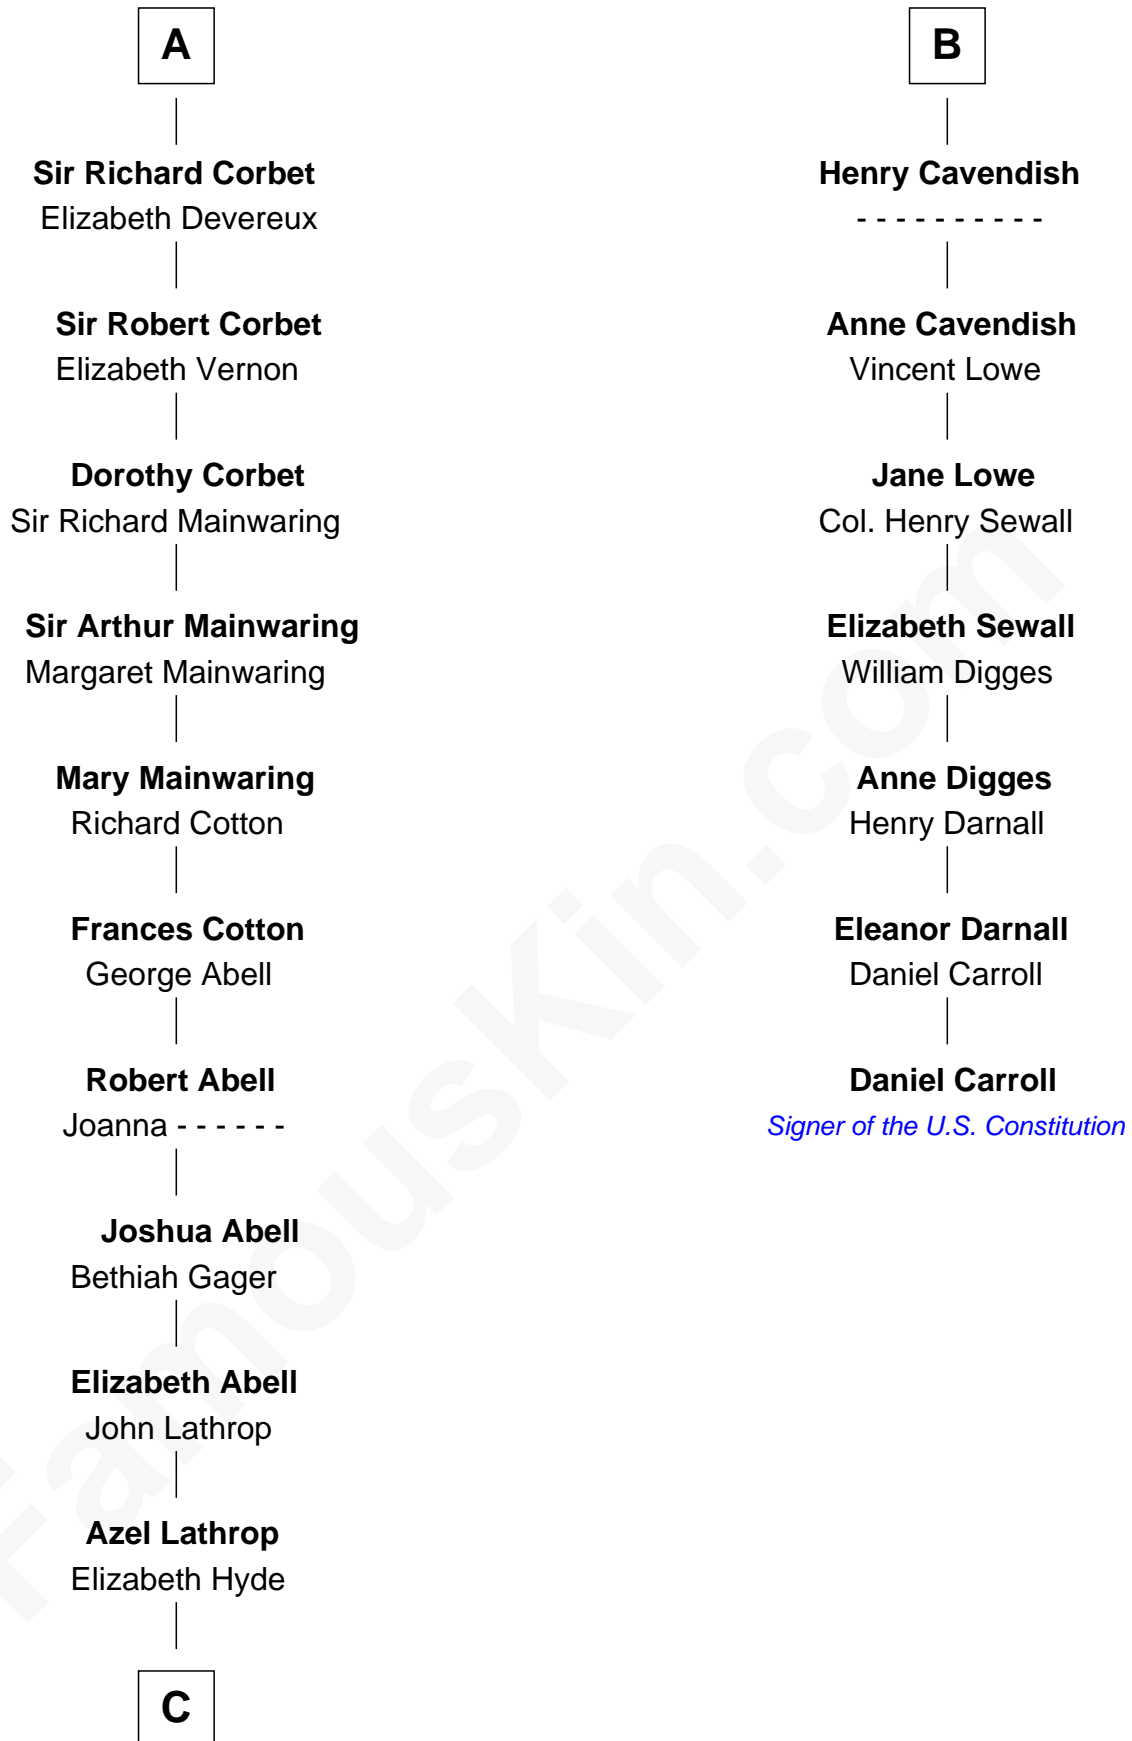 A
Sir Richard Corbet
Elizabeth Devereux
Sir Robert Corbet
Elizabeth Vernon
Dorothy Corbet
Sir Richard Mainwaring
Sir Arthur Mainwaring
Margaret Mainwaring
Mary Mainwaring
Richard Cotton
Frances Cotton
George Abell
Robert Abell
Joanna - - - - - -
Joshua Abell
Bethiah Gager
Elizabeth Abell
John Lathrop
Azel Lathrop
Elizabeth Hyde
C
B
Henry Cavendish
- - - - - - - - - -
Anne Cavendish
Vincent Lowe
Jane Lowe
Col. Henry Sewall
Elizabeth Sewall
William Digges
Anne Digges
Henry Darnall
Eleanor Darnall
Daniel Carroll
Daniel Carroll
Signer of the U.S. Constitution
FamousKin.com